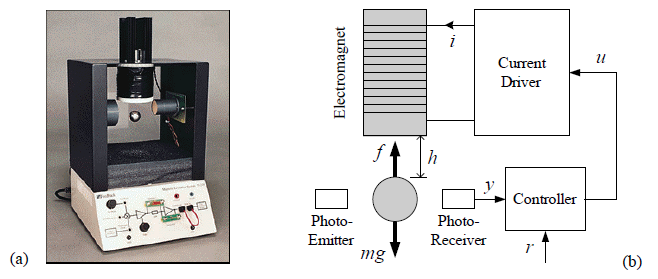 (a)
Electromagnet
i
Current
Driver
u
f
h
Photo-
Emitter
mg
Photo-
Receiver
y
Controller
r
(b)